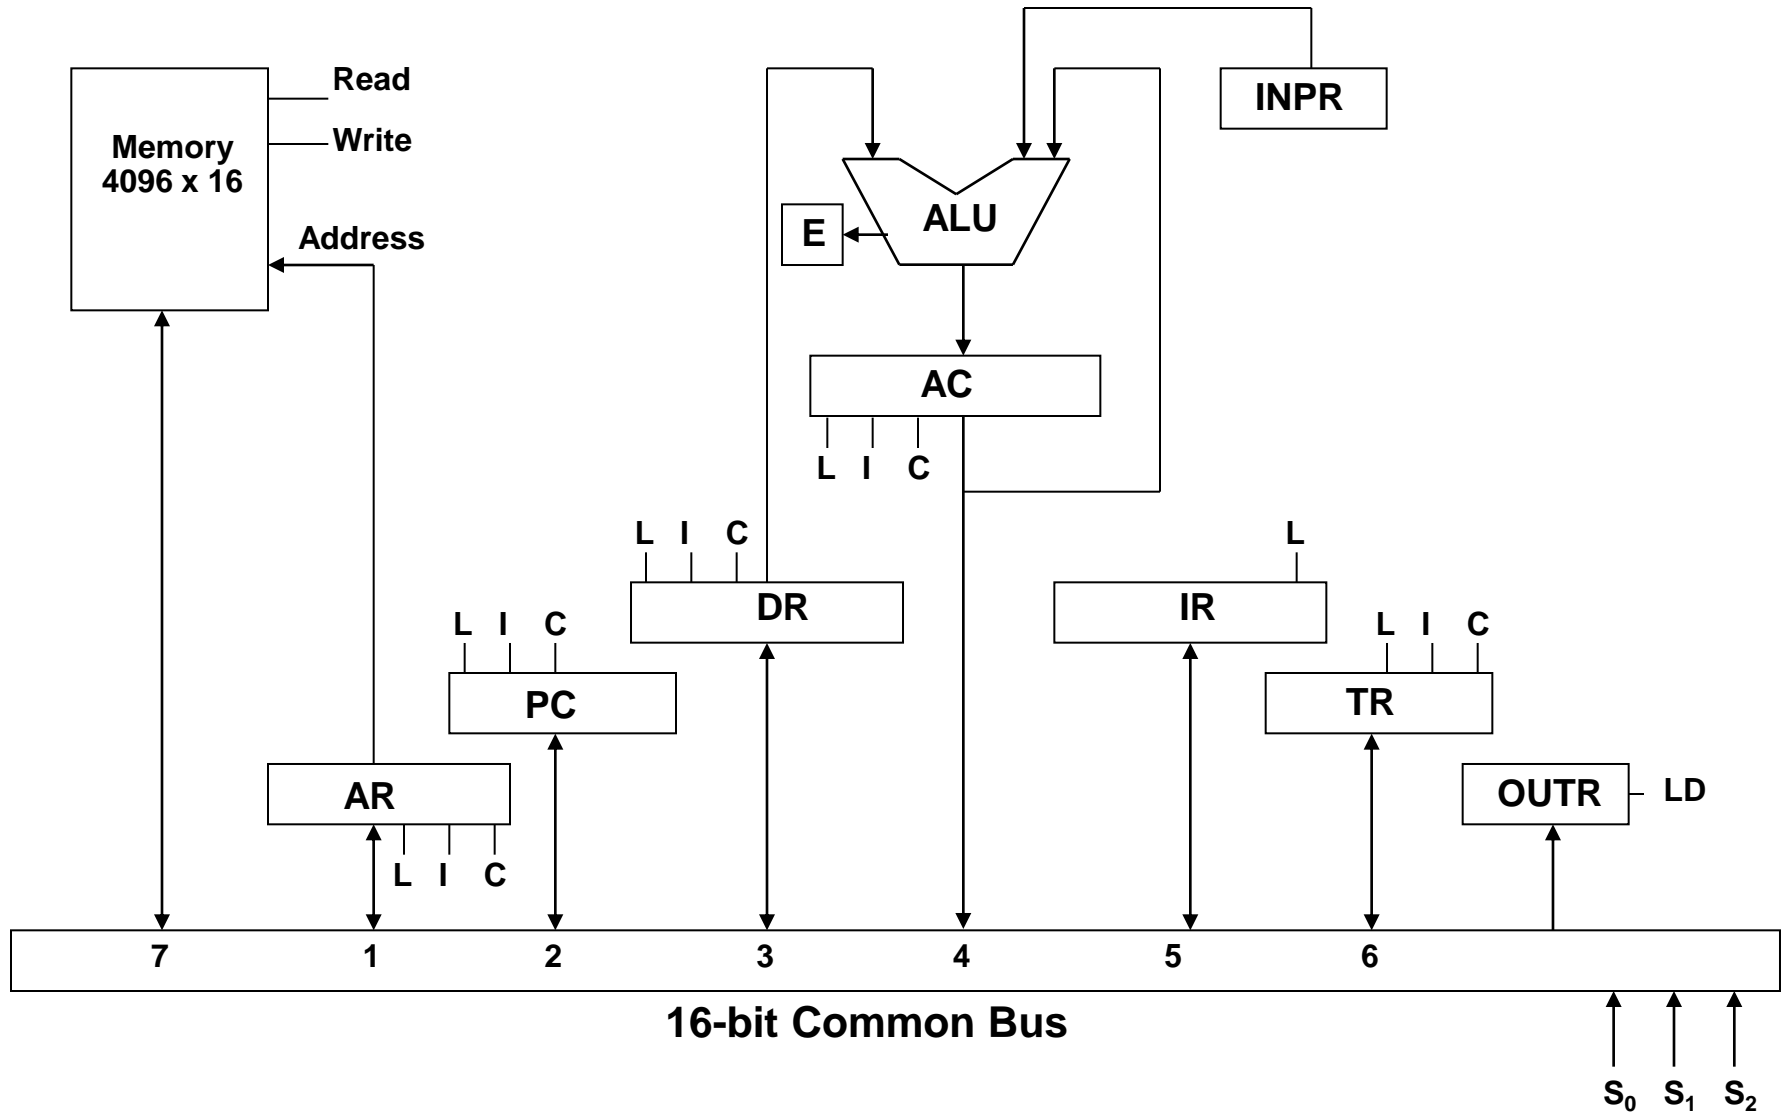 Read
Write
Memory
4096 x 16
Address
INPR
ALU
E
AC
L I C
L I C
DR
L
IR
L I C
PC
L I C
TR
AR
L I C
OUTR
LD
7 1 2 3 4 5 6
16-bit Common Bus
S₀ S₁ S₂